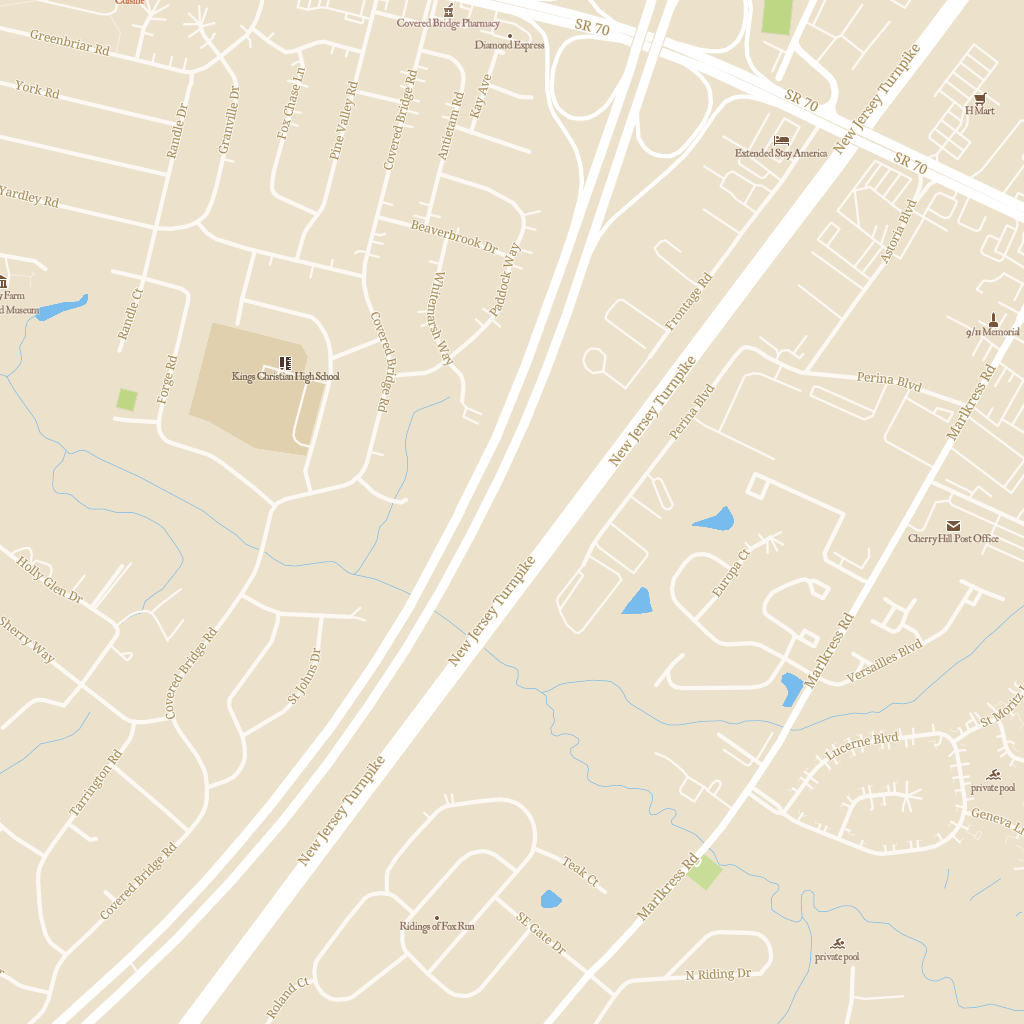 Cuisine
Covered Bridge Pharmacy
SR 70
Greenbriar Rd
Diamond Express
New Jersey Turnpike
York Rd
Randle Dr
Granville Dr
Fox Chase Ln
Pine Valley Rd
Covered Bridge Rd
Antietam Rd
Kay Ave
SR 70
H Mart
Extended Stay America
SR 70
Yardley Rd
Beaverbrook Dr
Paddock Way
Astoria Blvd
Farm
Museum
Randle Ct
Whitemarsh Way
Frontage Rd
9/11 Memorial
Kings Christian High School
Forge Rd
Covered Bridge Rd
New Jersey Turnpike
Perina Blvd
Perina Blvd
Marlkress Rd
Cherry Hill Post Office
Holly Glen Dr
Europa Ct
New Jersey Turnpike
Sherry Way
Covered Bridge Rd
St Johns Dr
Marlkress Rd
Versailles Blvd
St Moritz
Lucerne Blvd
Tarrington Rd
New Jersey Turnpike
private pool
Geneva
Covered Bridge Rd
Teak Ct
Marlkress Rd
Ridings of Fox Run
SE Gate Dr
private pool
N Riding Dr
Roland Ct